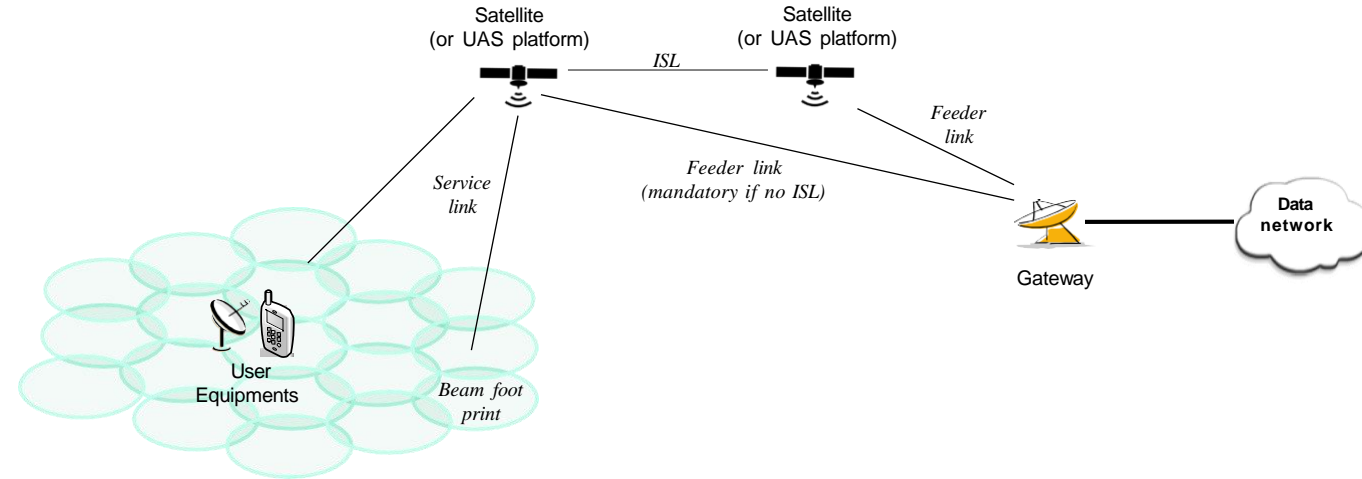 Satellite
(or UAS platform)
Satellite
(or UAS platform)
ISL
Feeder
link
Feeder link
(mandatory if no ISL)
Service
link
Data
network
Gateway
User
Equipments
Beam foot
print